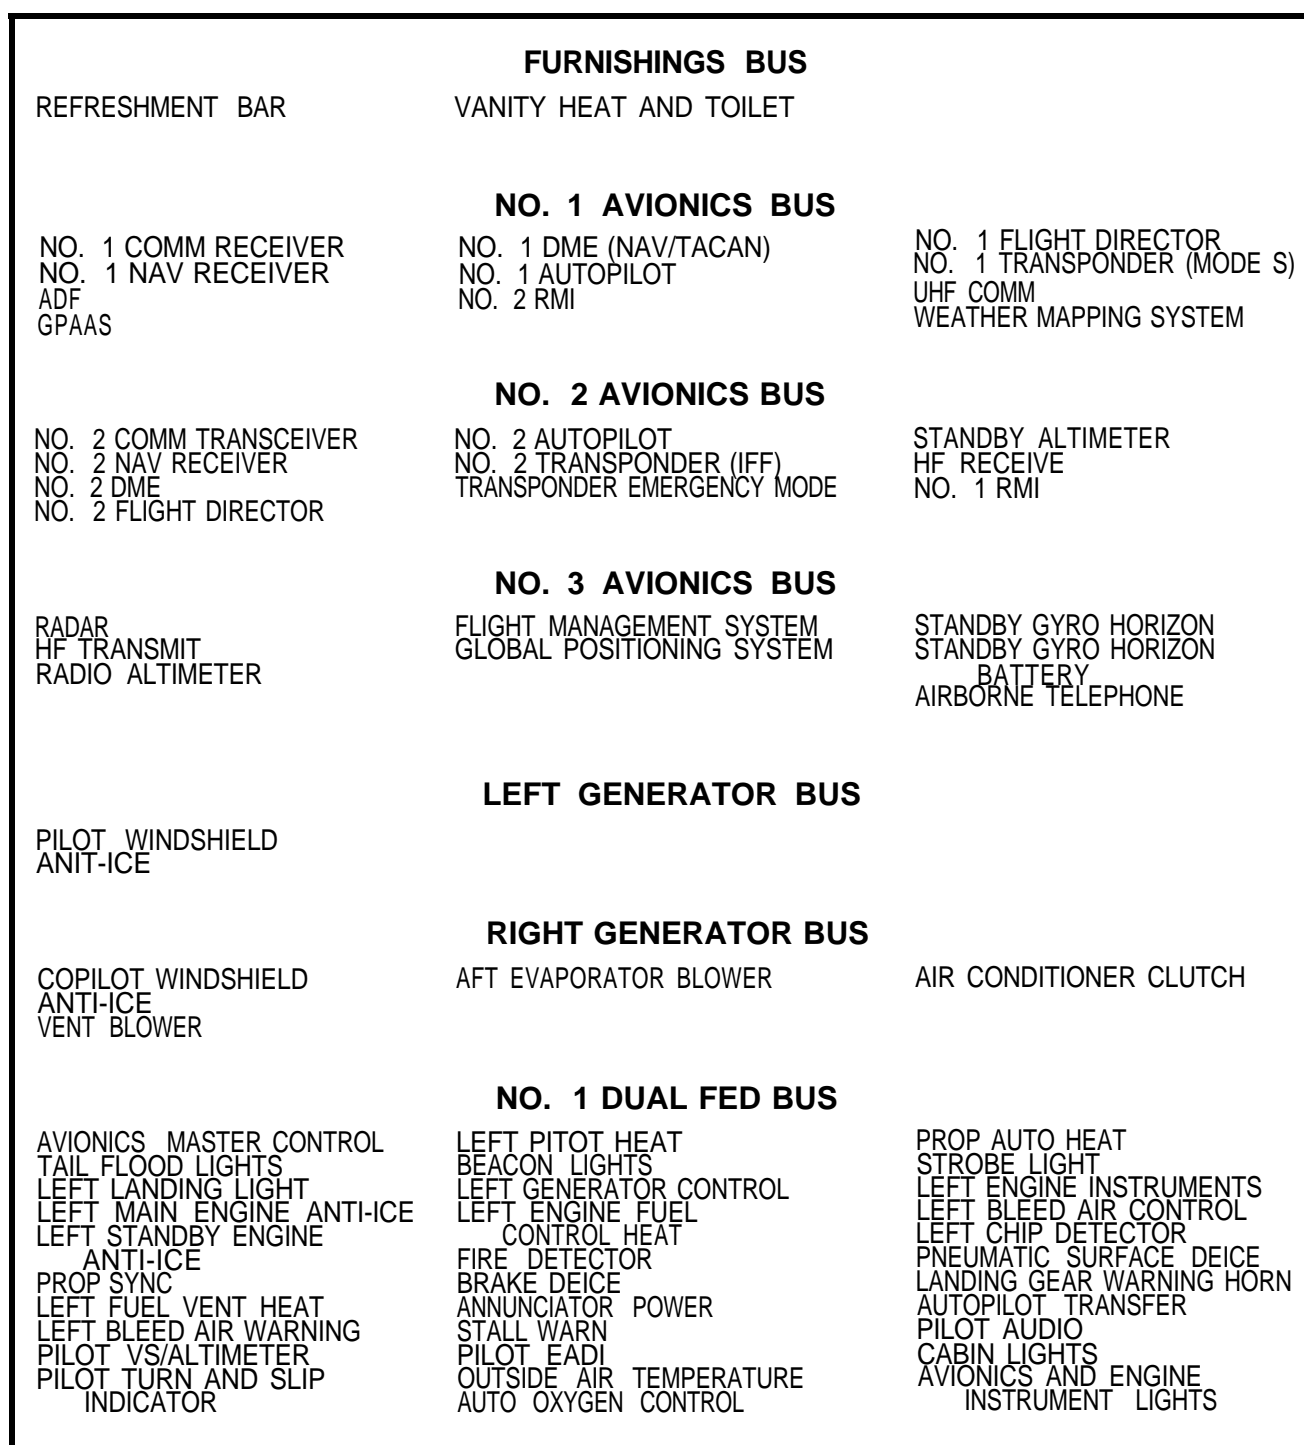 FURNISHINGS BUS
REFRESHMENT BAR
VANITY HEAT AND TOILET
NO. 1 AVIONICS BUS
NO. 1 COMM RECEIVER
NO. 1 NAV RECEIVER
ADF
GPAAS
NO. 1 DME (NAV/TACAN)
NO. 1 AUTOPILOT
NO. 2 RMI
NO. 1 FLIGHT DIRECTOR
NO. 1 TRANSPONDER (MODE S)
UHF COMM
WEATHER MAPPING SYSTEM
NO. 2 AVIONICS BUS
NO. 2 COMM TRANSCEIVER
NO. 2 NAV RECEIVER
NO. 2 DME
NO. 2 FLIGHT DIRECTOR
NO. 2 AUTOPILOT
NO. 2 TRANSPONDER (IFF)
TRANSPONDER EMERGENCY MODE
STANDBY ALTIMETER
HF RECEIVE
NO. 1 RMI
NO. 3 AVIONICS BUS
RADAR
HF TRANSMIT
RADIO ALTIMETER
FLIGHT MANAGEMENT SYSTEM
GLOBAL POSITIONING SYSTEM
STANDBY GYRO HORIZON
STANDBY GYRO HORIZON
BATTERY
AIRBORNE TELEPHONE
LEFT GENERATOR BUS
PILOT WINDSHIELD
ANIT-ICE
RIGHT GENERATOR BUS
COPILOT WINDSHIELD
ANTI-ICE
VENT BLOWER
AFT EVAPORATOR BLOWER
AIR CONDITIONER CLUTCH
NO. 1 DUAL FED BUS
AVIONICS MASTER CONTROL
TAIL FLOOD LIGHTS
LEFT LANDING LIGHT
LEFT MAIN ENGINE ANTI-ICE
LEFT STANDBY ENGINE
ANTI-ICE
PROP SYNC
LEFT FUEL VENT HEAT
LEFT BLEED AIR WARNING
PILOT VS/ALTIMETER
PILOT TURN AND SLIP
INDICATOR
LEFT PITOT HEAT
BEACON LIGHTS
LEFT GENERATOR CONTROL
LEFT ENGINE FUEL
CONTROL HEAT
FIRE DETECTOR
BRAKE DEICE
ANNUNCIATOR POWER
STALL WARN
PILOT EADI
OUTSIDE AIR TEMPERATURE
AUTO OXYGEN CONTROL
PROP AUTO HEAT
STROBE LIGHT
LEFT ENGINE INSTRUMENTS
LEFT BLEED AIR CONTROL
LEFT CHIP DETECTOR
PNEUMATIC SURFACE DEICE
LANDING GEAR WARNING HORN
AUTOPILOT TRANSFER
PILOT AUDIO
CABIN LIGHTS
AVIONICS AND ENGINE
INSTRUMENT LIGHTS